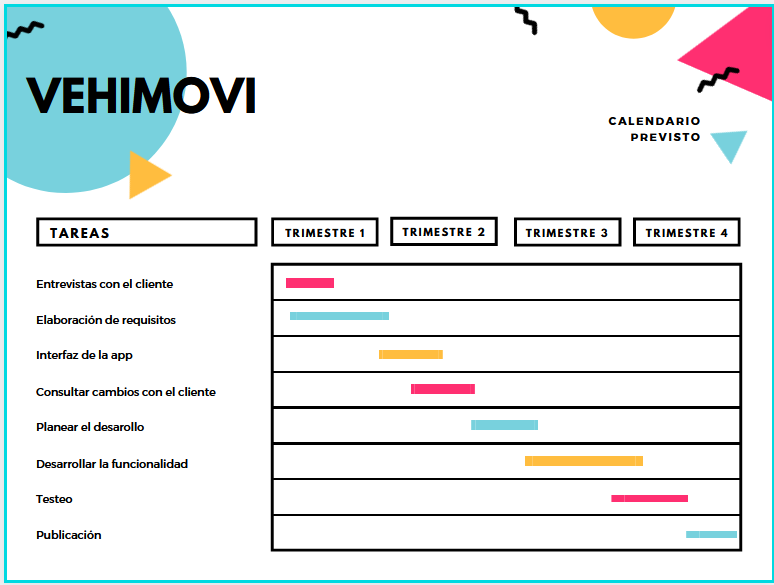 VEHIMOVI
CALENDARIO
PREVISTO
TAREAS
TRIMESTRE 1
TRIMESTRE 2
TRIMESTRE 3
TRIMESTRE 4
Entrevistas con el cliente
Elaboración de requisitos
Interfaz de la app
Consultar cambios con el cliente
Planear el desarollo
Desarrollar la funcionalidad
Testeo
Publicación